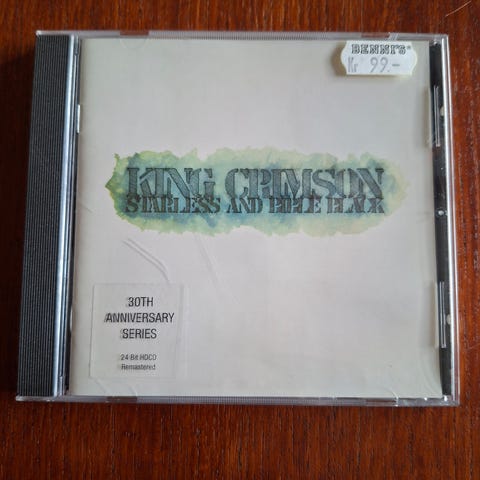 BENNI'S
Kr 99.-
KING CRIMSON
STARLESS AND BIBLE BLACK
30TH
ANNIVERSARY
SERIES
24-Bit HDCD
Remastered